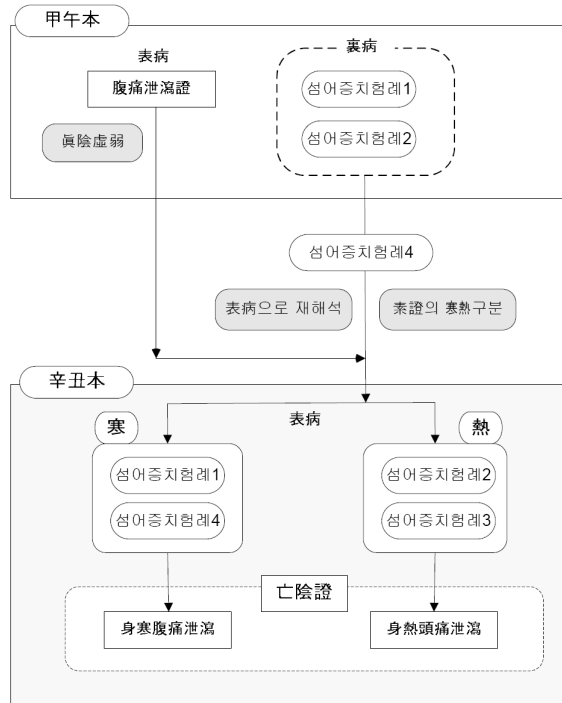 甲午本
表病
腹痛泄瀉證
眞陰虛弱
裏病
섬어증치험례1
섬어증치험례2
섬어증치험례4
表病으로 재해석
素證의 寒熱구분
辛丑本
表病
寒
섬어증치험례1
섬어증치험례4
熱
섬어증치험례2
섬어증치험례3
亡陰證
身寒腹痛泄瀉
身熱頭痛泄瀉